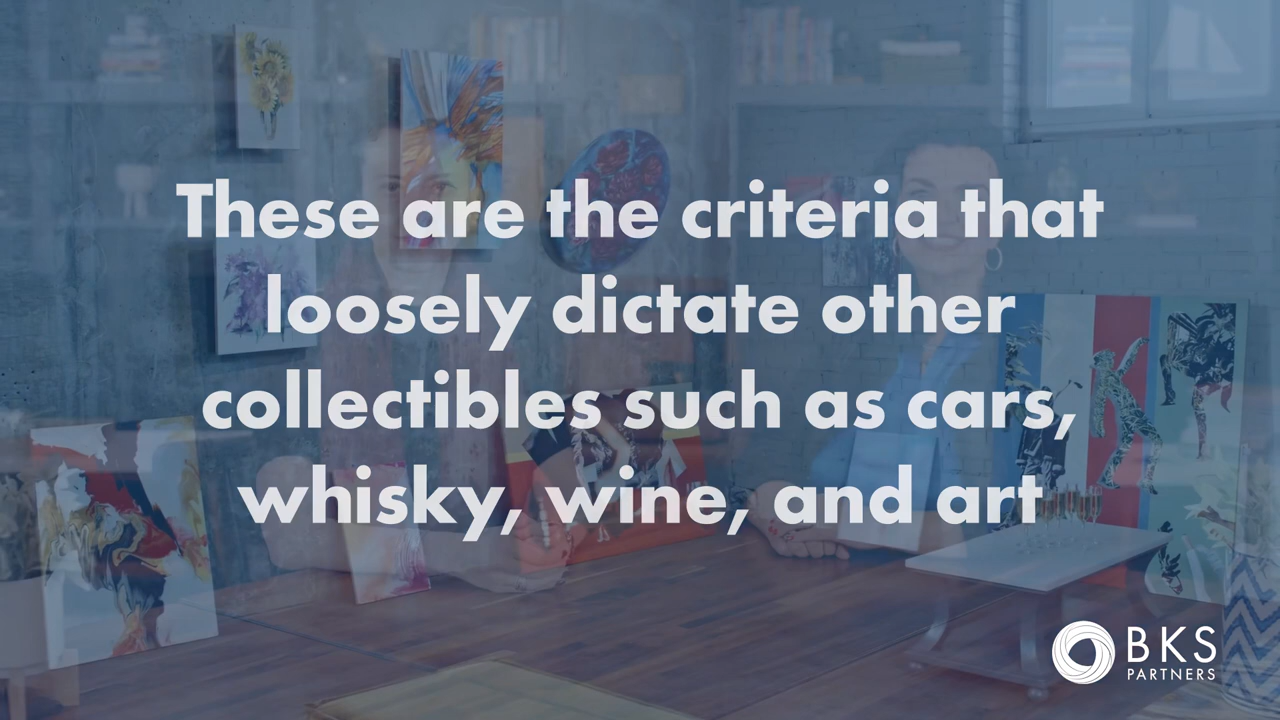 These are the criteria that
loosely dictate other
collectibles such as cars,
whisky, wine, and art
BKS
PARTNERS